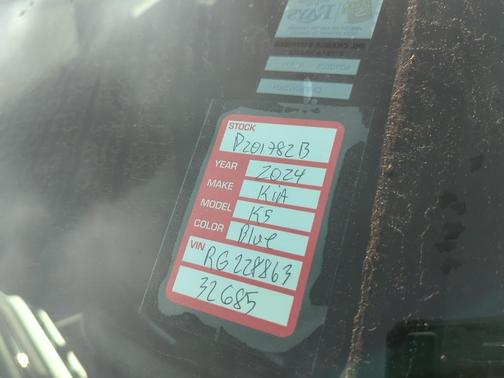 STOCK
P201782B
YEAR 2024
MAKE KiA
MODEL K5
COLOR Blue
VIN
RG228863
32685